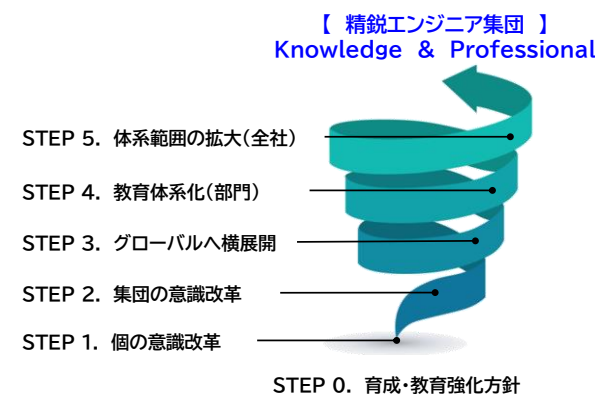 【 精鋭エンジニア集団 】
Knowledge & Professional
STEP 5. 体系範囲の拡大(全社)
STEP 4. 教育体系化(部門)
STEP 3. グローバルへ横展開
STEP 2. 集団の意識改革
STEP 1. 個の意識改革
STEP 0. 育成・教育強化方針